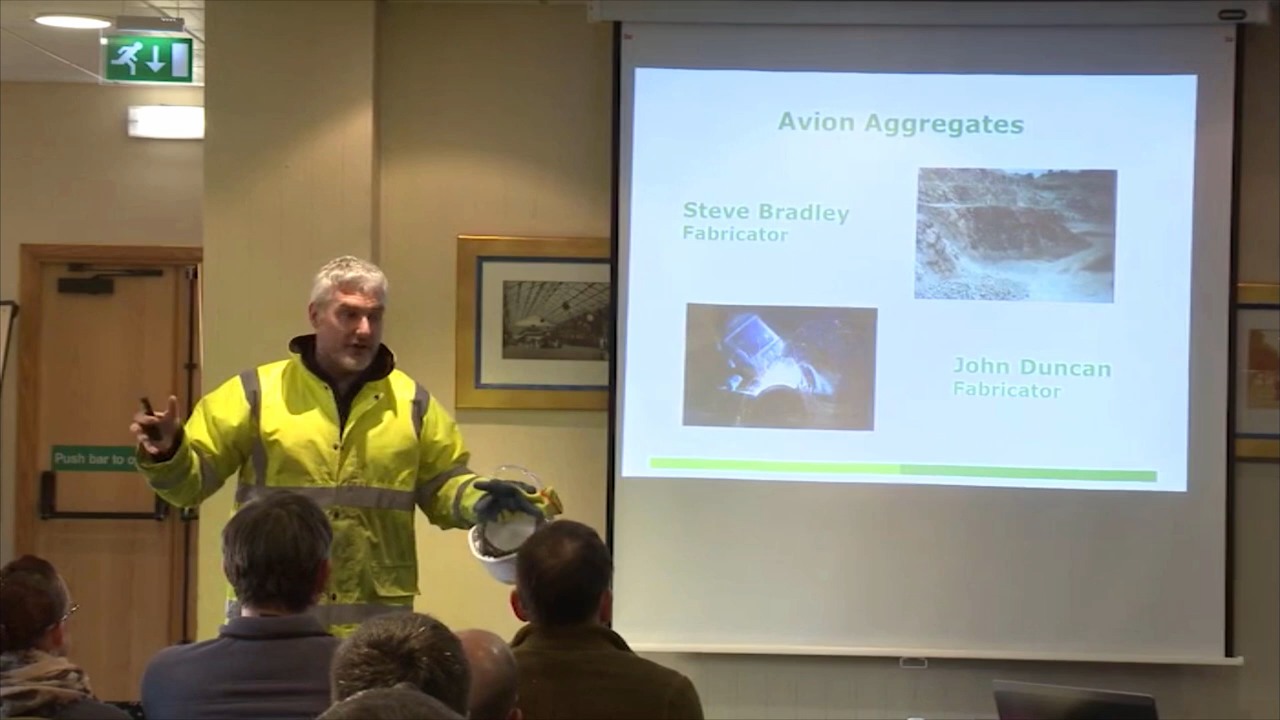 Avion Aggregates
Steve Bradley
Fabricator
John Duncan
Fabricator
Push bar to